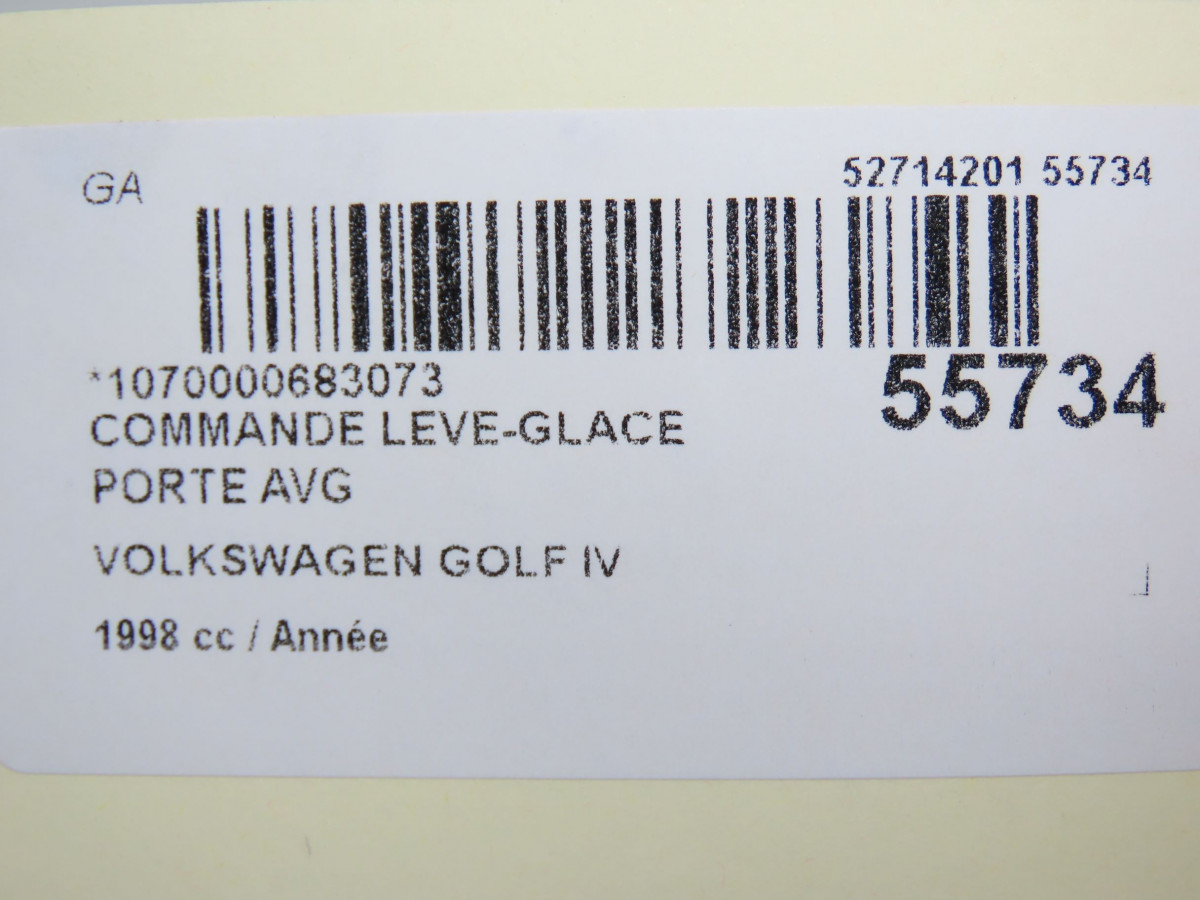 GA
52714201 55734
*1070000683073
55734
COMMANDE LEVE-GLACE
PORTE AVG
VOLKSWAGEN GOLF IV
1998 cc / Année